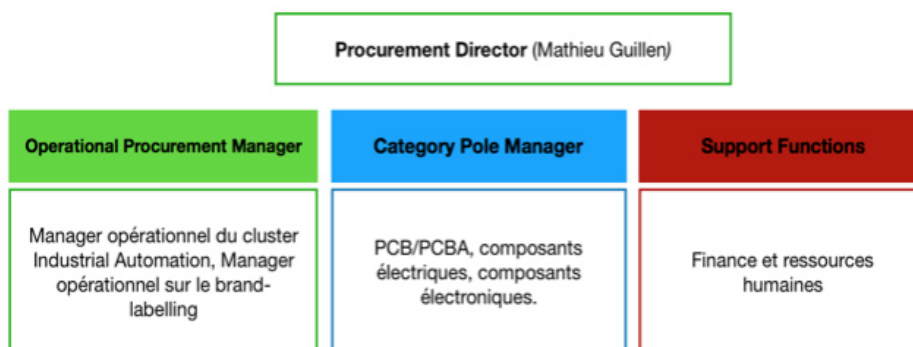 Procurement Director (Mathieu Guillen)
Operational Procurement Manager
Category Pole Manager
Support Functions
Manager opérationnel du cluster
Industrial Automation, Manager
opérationnel sur le brand-
labelling
PCB/PCBA, composants
électriques, composants
électroniques.
Finance et ressources
humaines